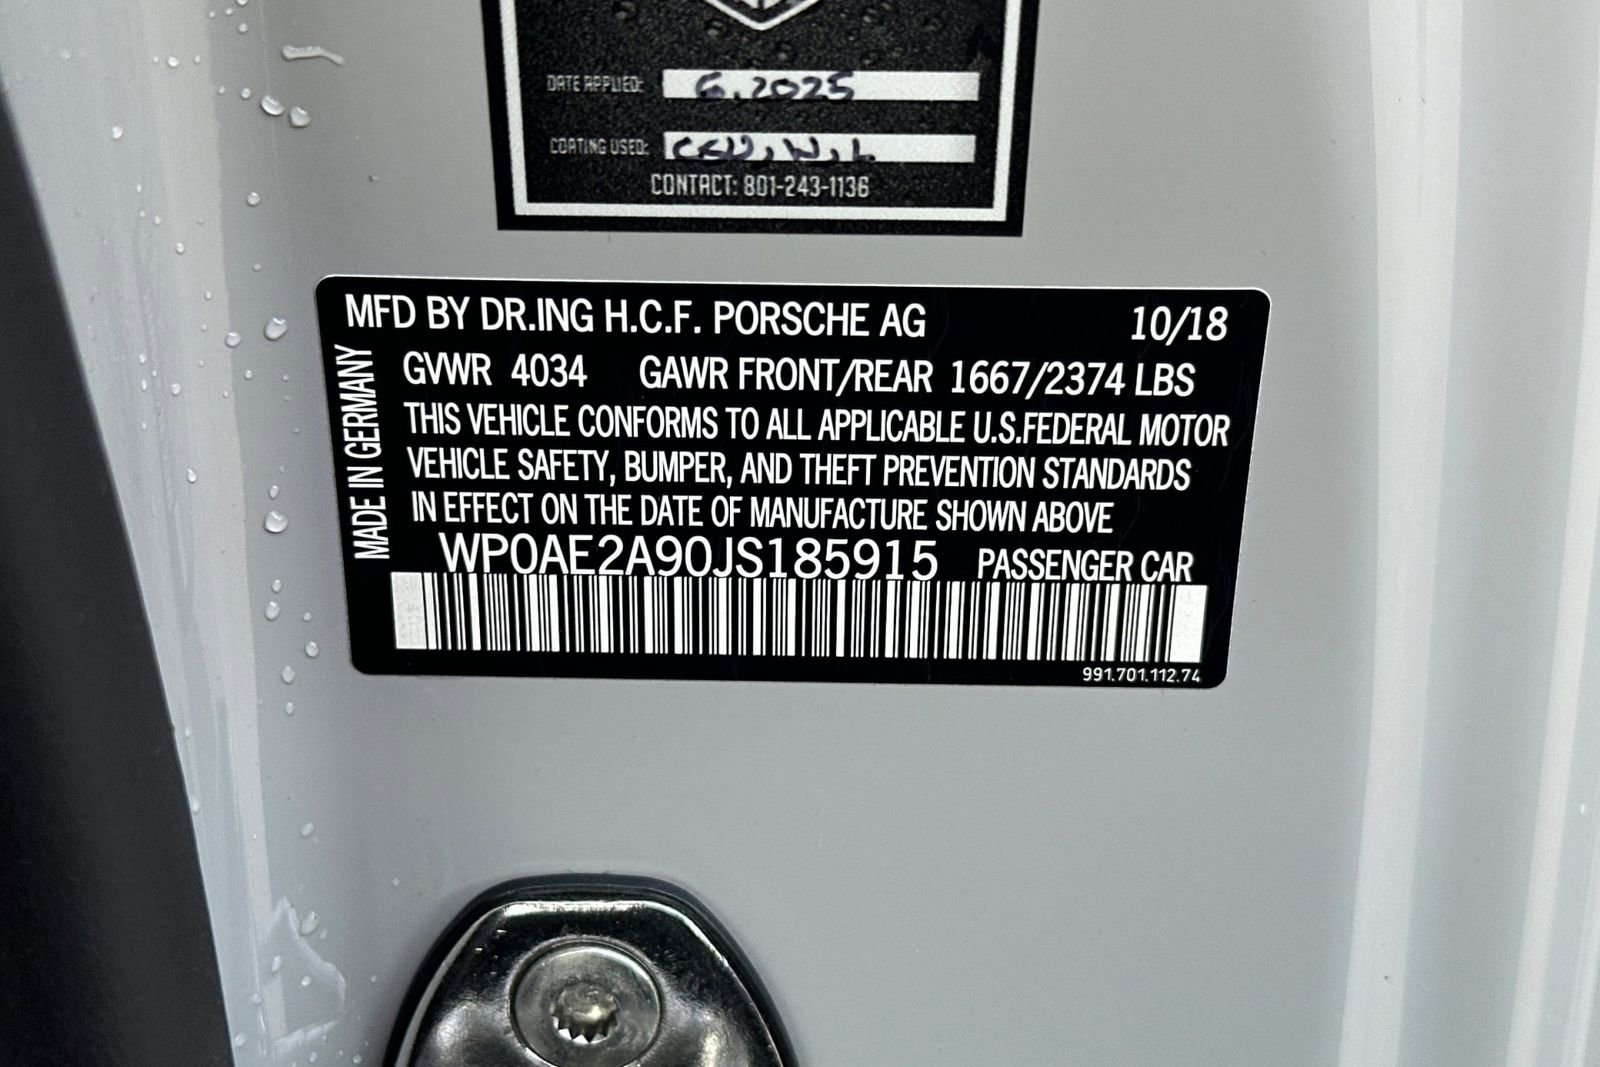 DATE APPLIED: 6.2025
COATING USED:
CONTACT: 801-243-1136
MFD BY DR.ING H.C.F. PORSCHE AG 10/18
GVWR 4034 GAWR FRONT/REAR 1667/2374 LBS
THIS VEHICLE CONFORMS TO ALL APPLICABLE U.S.FEDERAL MOTOR
VEHICLE SAFETY, BUMPER, AND THEFT PREVENTION STANDARDS
IN EFFECT ON THE DATE OF MANUFACTURE SHOWN ABOVE
WP0AE2A90JS185915 PASSENGER CAR
991.701.112.74
MADE IN GERMANY